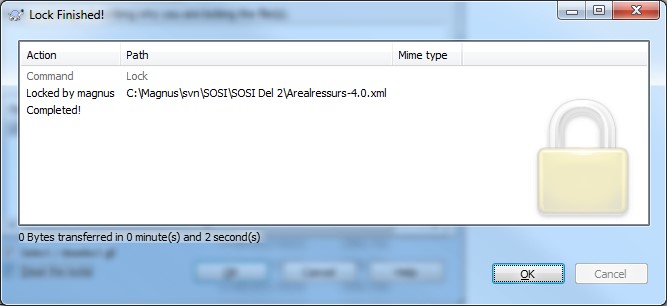 Lock Finished!
Action Path Mime type
Command Lock
Locked by magnus C:\Magnus\svn\SOSI\SOSI Del 2\Arealressurs-4.0.xml
Completed!
0 Bytes transferred in 0 minute(s) and 2 second(s)
OK Cancel